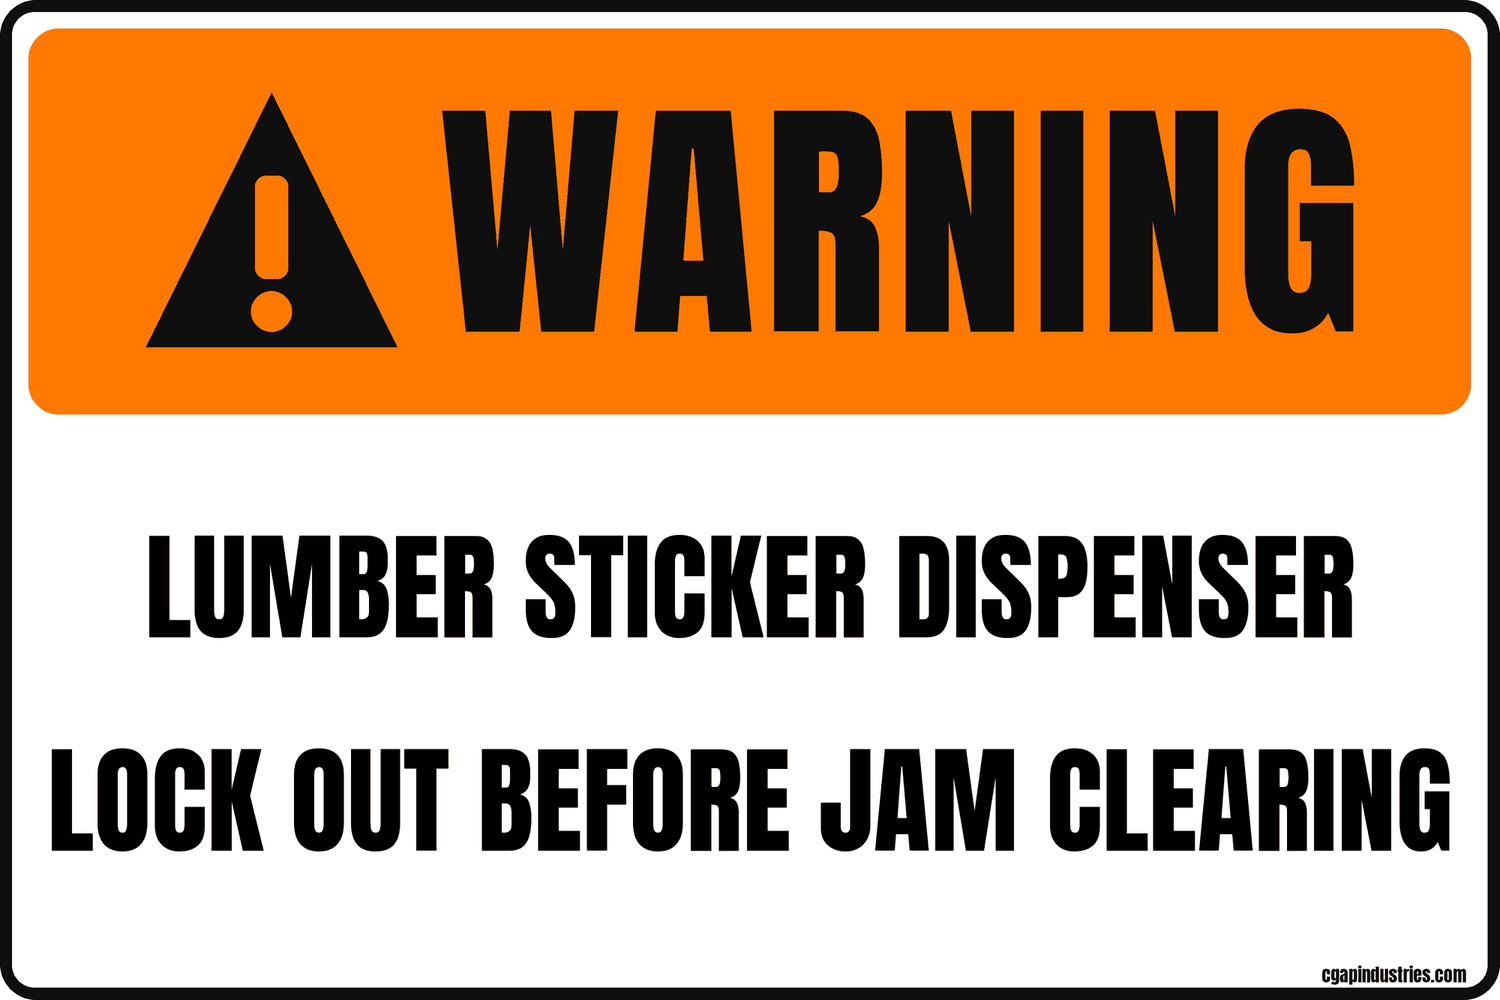 WARNING
LUMBER STICKER DISPENSER
LOCK OUT BEFORE JAM CLEARING
cgapindustries.com